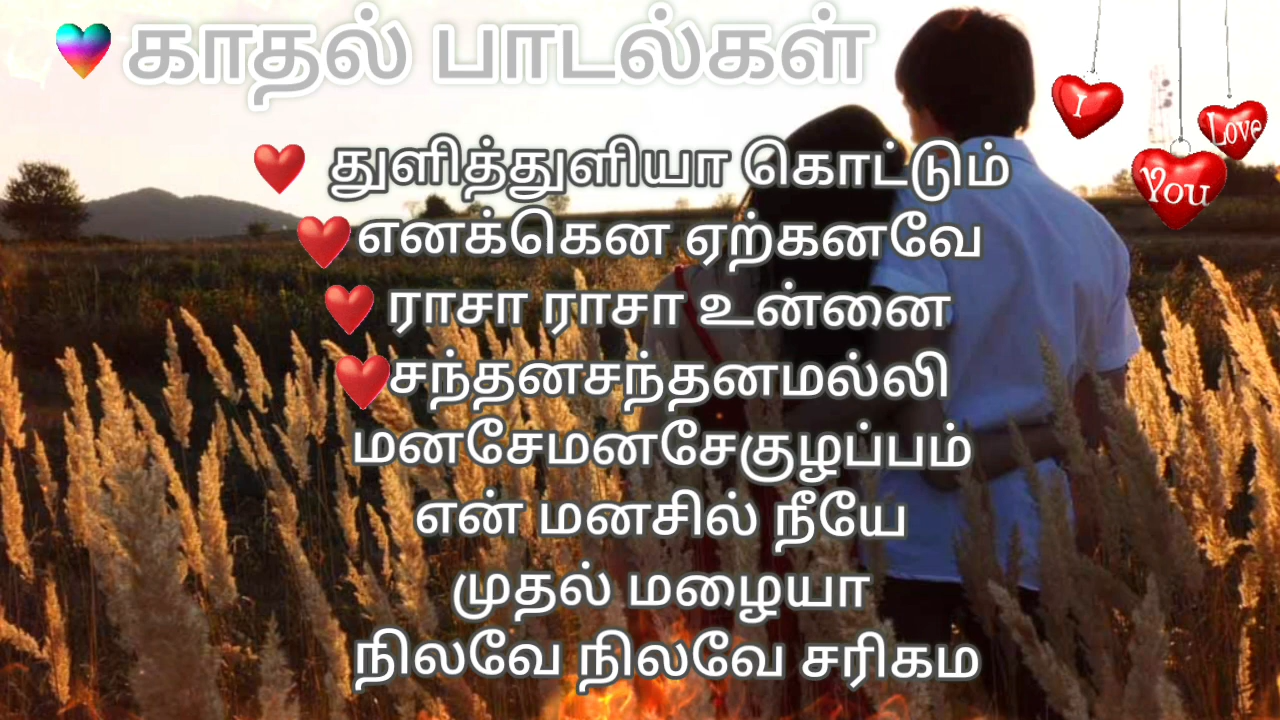 காதல் பாடல்கள்
I Love You
துளித்துளியா கொட்டும்
எனக்கென ஏற்கனவே
ராசா ராசா உன்னை
சந்தனசந்தனமல்லி
மனசேமனசேகுழப்பம்
என் மனசில் நீயே
முதல் மழையா
நிலவே நிலவே சரிகம